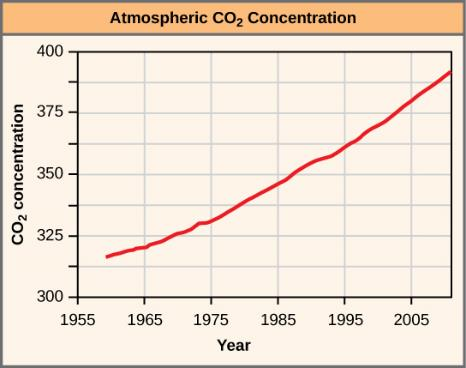 Atmospheric CO₂ Concentration
400
375
350
325
300
CO₂ concentration
1955 1965 1975 1985 1995 2005
Year